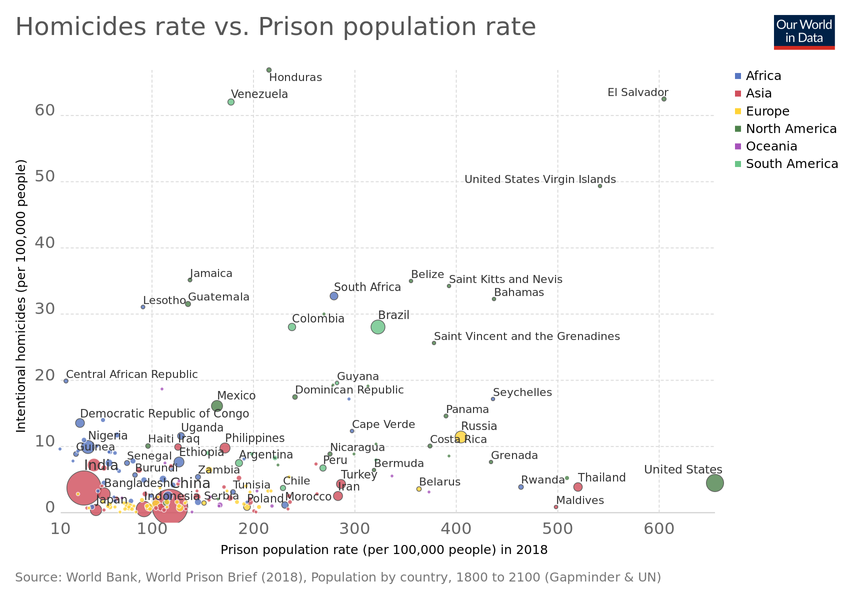 Homicides rate vs. Prison population rate
Our World
in Data
Honduras
Venezuela
El Salvador
United States Virgin Islands
Jamaica
Belize
Saint Kitts and Nevis
South Africa
Bahamas
Lesotho
Guatemala
Colombia
Brazil
Saint Vincent and the Grenadines
Central African Republic
Guyana
Dominican Republic
Seychelles
Mexico
Panama
Democratic Republic of Congo
Cape Verde
Russia
Uganda
Nigeria
Haiti
Iraq
Philippines
Costa Rica
Guinea
Nicaragua
Senegal
Ethiopia
Argentina
Peru
Bermuda
Grenada
India
Burundi
Zambia
United States
Bangladesh
China
Tunisia
Chile
Turkey
Belarus
Rwanda
Thailand
Iran
Japan
Indonesia
Serbia
Poland
Morocco
Maldives
60
50
40
30
20
10
0
10
100
200
300
400
500
600
Intentional homicides (per 100,000 people)
Prison population rate (per 100,000 people) in 2018
Africa
Asia
Europe
North America
Oceania
South America
Source: World Bank, World Prison Brief (2018), Population by country, 1800 to 2100 (Gapminder & UN)